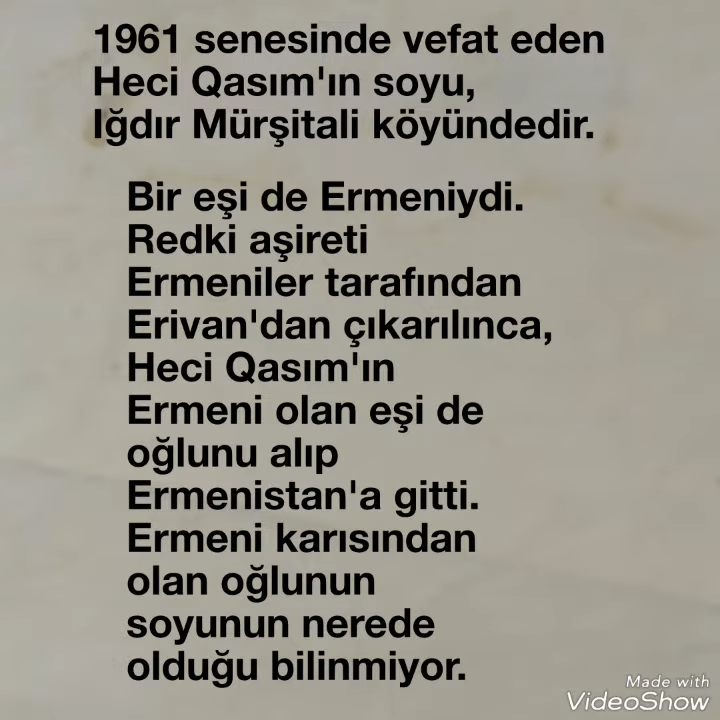 1961 senesinde vefat eden
Heci Qasım'ın soyu,
Iğdır Mürşitali köyündedir.
Bir eşi de Ermeniydi.
Redki aşireti
Ermeniler tarafından
Erivan'dan çıkarılınca,
Heci Qasım'ın
Ermeni olan eşi de
oğlunu alıp
Ermenistan'a gitti.
Ermeni karısından
olan oğlunun
soyunun nerede
olduğu bilinmiyor.
Made with
VideoShow